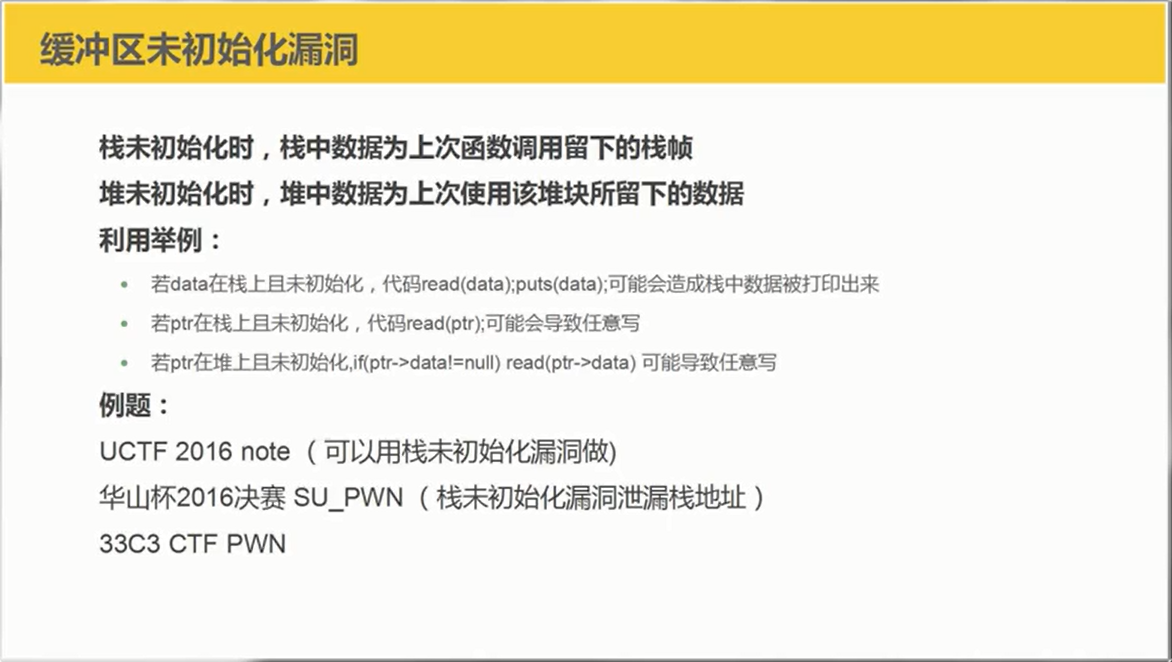 缓冲区未初始化漏洞
栈未初始化时，栈中数据为上次函数调用留下的栈帧
堆未初始化时，堆中数据为上次使用该堆块所留下的数据
利用举例：
• 若data在栈上且未初始化，代码read(data);puts(data);可能会造成栈中数据被打印出来
• 若ptr在栈上且未初始化，代码read(ptr);可能会导致任意写
• 若ptr在堆上且未初始化,if(ptr->data!=null) read(ptr->data) 可能导致任意写
例题：
UCTF 2016 note （可以用栈未初始化漏洞做)
华山杯2016决赛 SU_PWN （栈未初始化漏洞泄漏栈地址）
33C3 CTF PWN